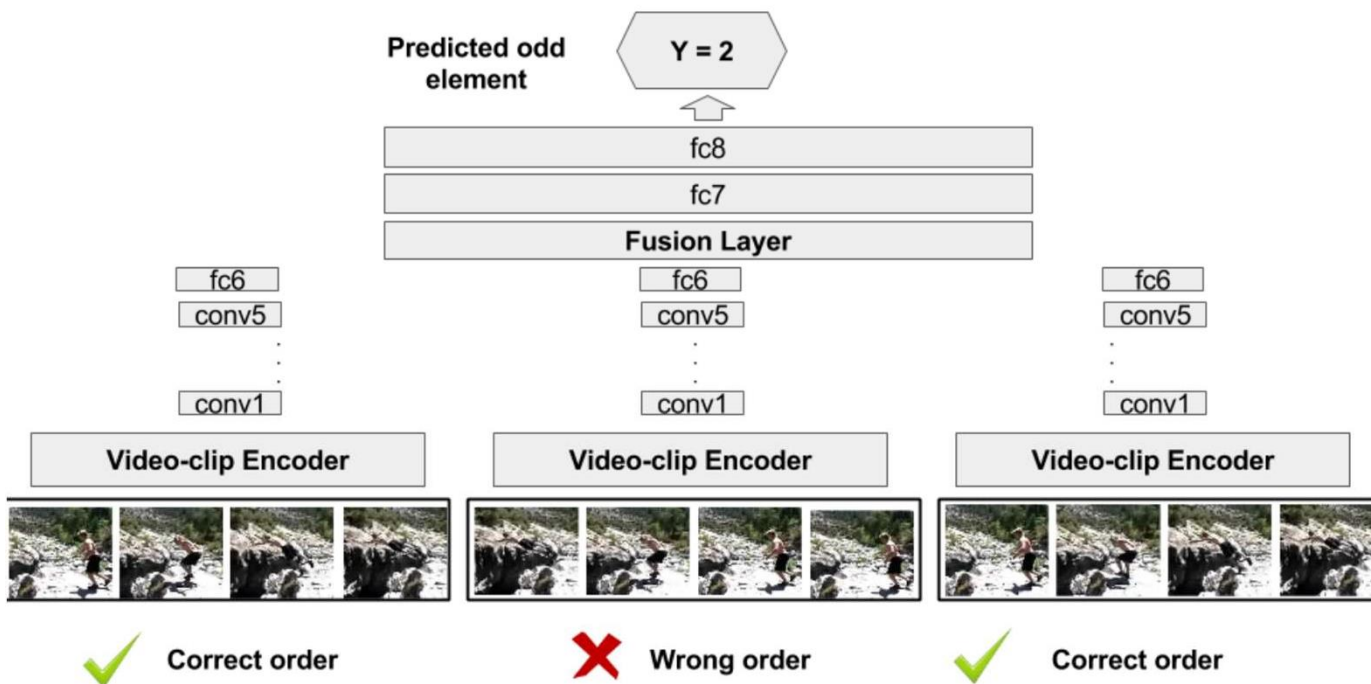 Predicted odd
element
Y = 2
fc8
fc7
Fusion Layer
fc6 fc6 fc6
conv5 conv5 conv5
conv1 conv1 conv1
Video-clip Encoder Video-clip Encoder Video-clip Encoder
Correct order Wrong order Correct order